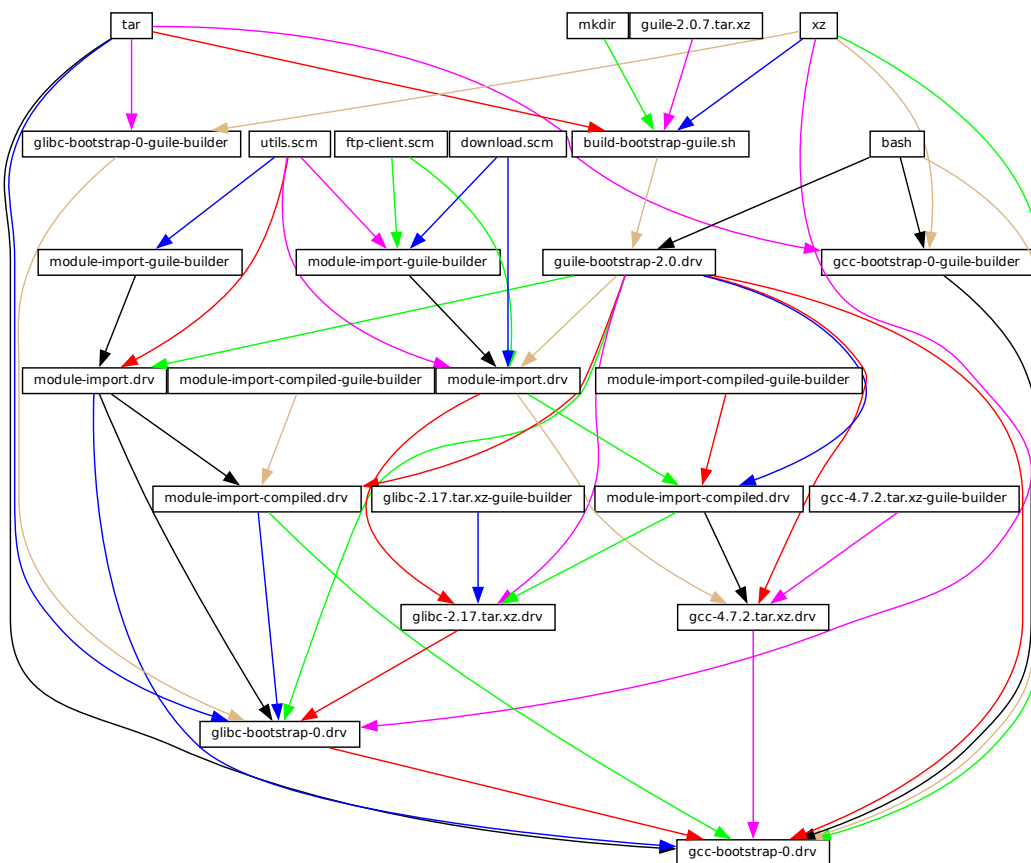 tar
mkdir
guile-2.0.7.tar.xz
xz
glibc-bootstrap-0-guile-builder
utils.scm
ftp-client.scm
download.scm
build-bootstrap-guile.sh
bash
module-import-guile-builder
module-import-guile-builder
guile-bootstrap-2.0.drv
gcc-bootstrap-0-guile-builder
module-import.drv
module-import-compiled-guile-builder
module-import.drv
module-import-compiled-guile-builder
module-import-compiled.drv
glibc-2.17.tar.xz-guile-builder
module-import-compiled.drv
gcc-4.7.2.tar.xz-guile-builder
glibc-2.17.tar.xz.drv
gcc-4.7.2.tar.xz.drv
glibc-bootstrap-0.drv
gcc-bootstrap-0.drv